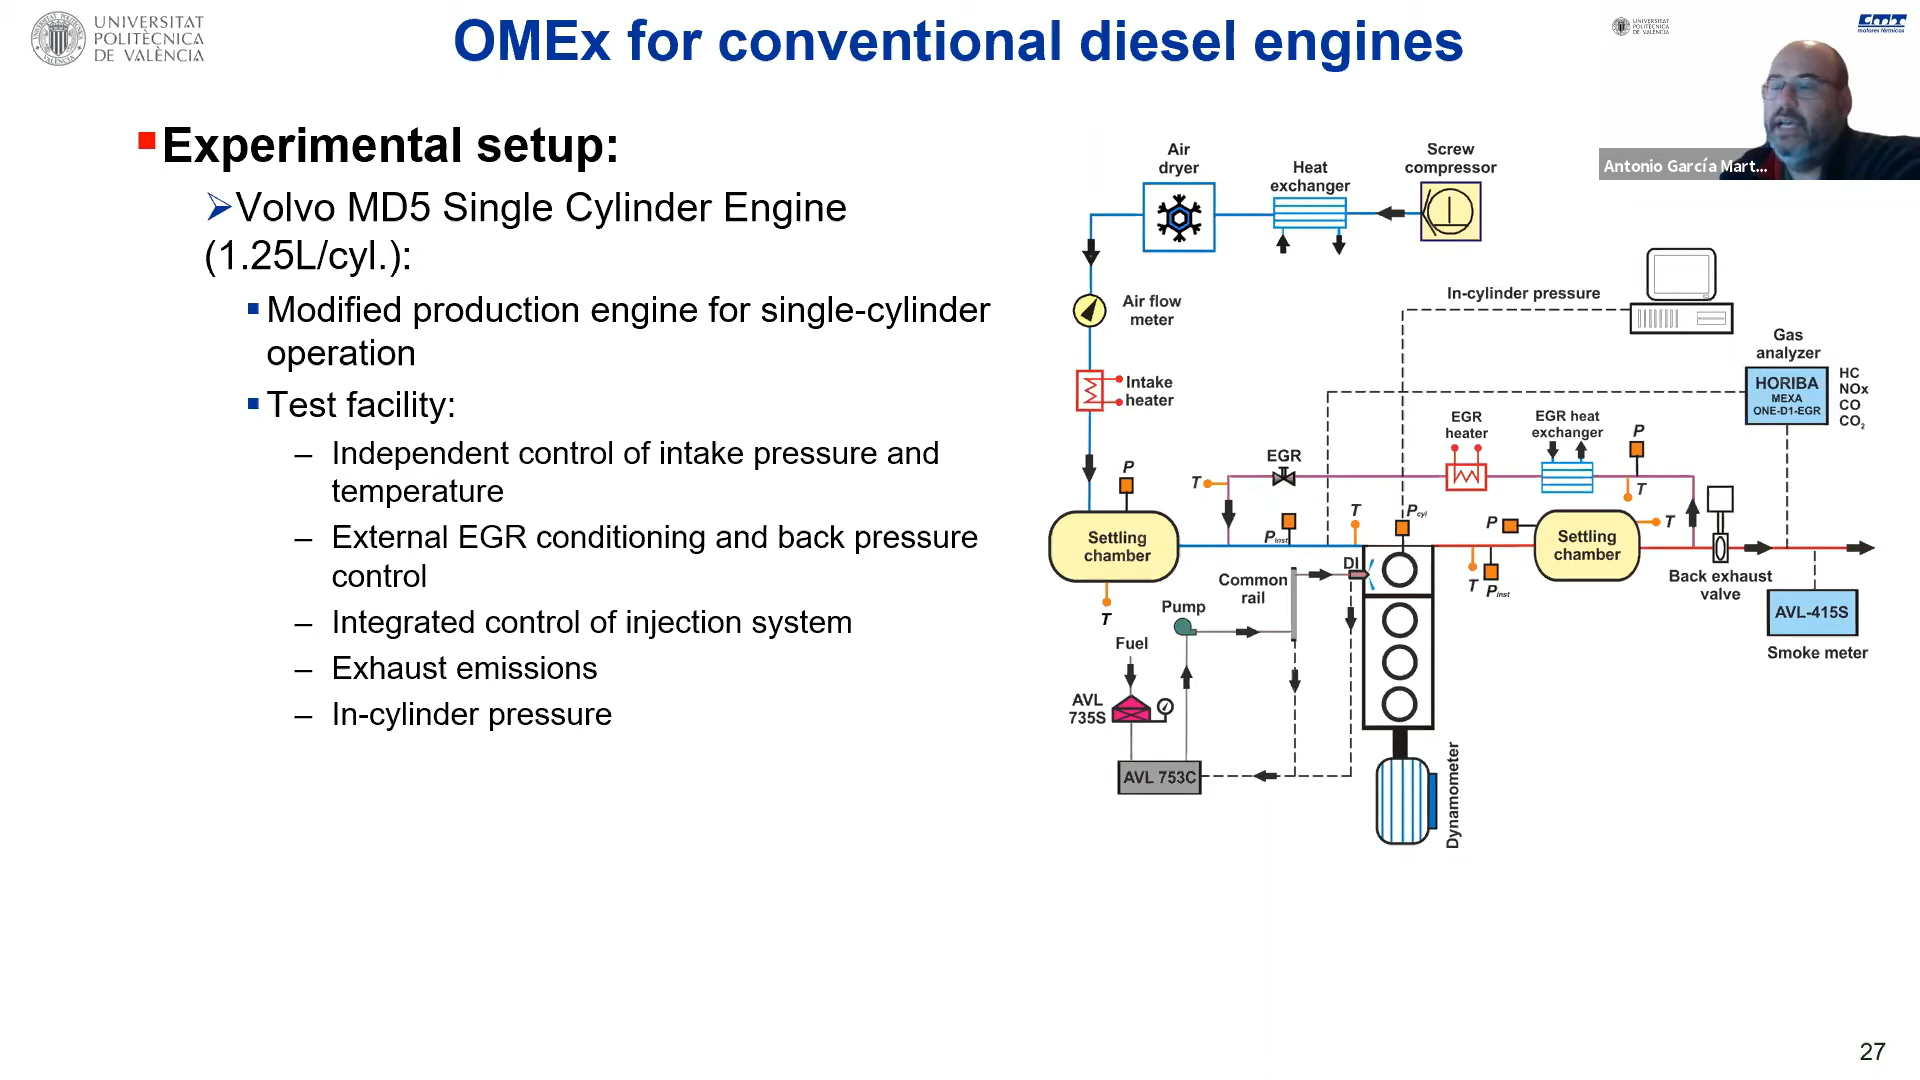 UNIVERSITAT
POLITÈCNICA
DE VALÈNCIA
OMEx for conventional diesel engines
UNIVERSITAT
POLITÈCNICA
DE VALÈNCIA
CMT
motores térmicos
Antonio García Mart...
Experimental setup:
Volvo MD5 Single Cylinder Engine
(1.25L/cyl.):
Modified production engine for single-cylinder
operation
Test facility:
– Independent control of intake pressure and
temperature
– External EGR conditioning and back pressure
control
– Integrated control of injection system
– Exhaust emissions
– In-cylinder pressure
Air
dryer
Heat
exchanger
Screw
compressor
Air flow
meter
In-cylinder pressure
Gas
analyzer
HORIBA
MEXA
ONE-D1-EGR
HC
NOx
CO
CO2
Intake
heater
EGR
EGR
heater
EGR heat
exchanger
P
T
P
T
P
Settling
chamber
T
Pinst
T
Pcyl
DI
P
T
Pinst
Settling
chamber
T
Back exhaust
valve
AVL-415S
Smoke meter
Common
rail
Pump
Fuel
AVL
735S
AVL 753C
Dynamometer
27